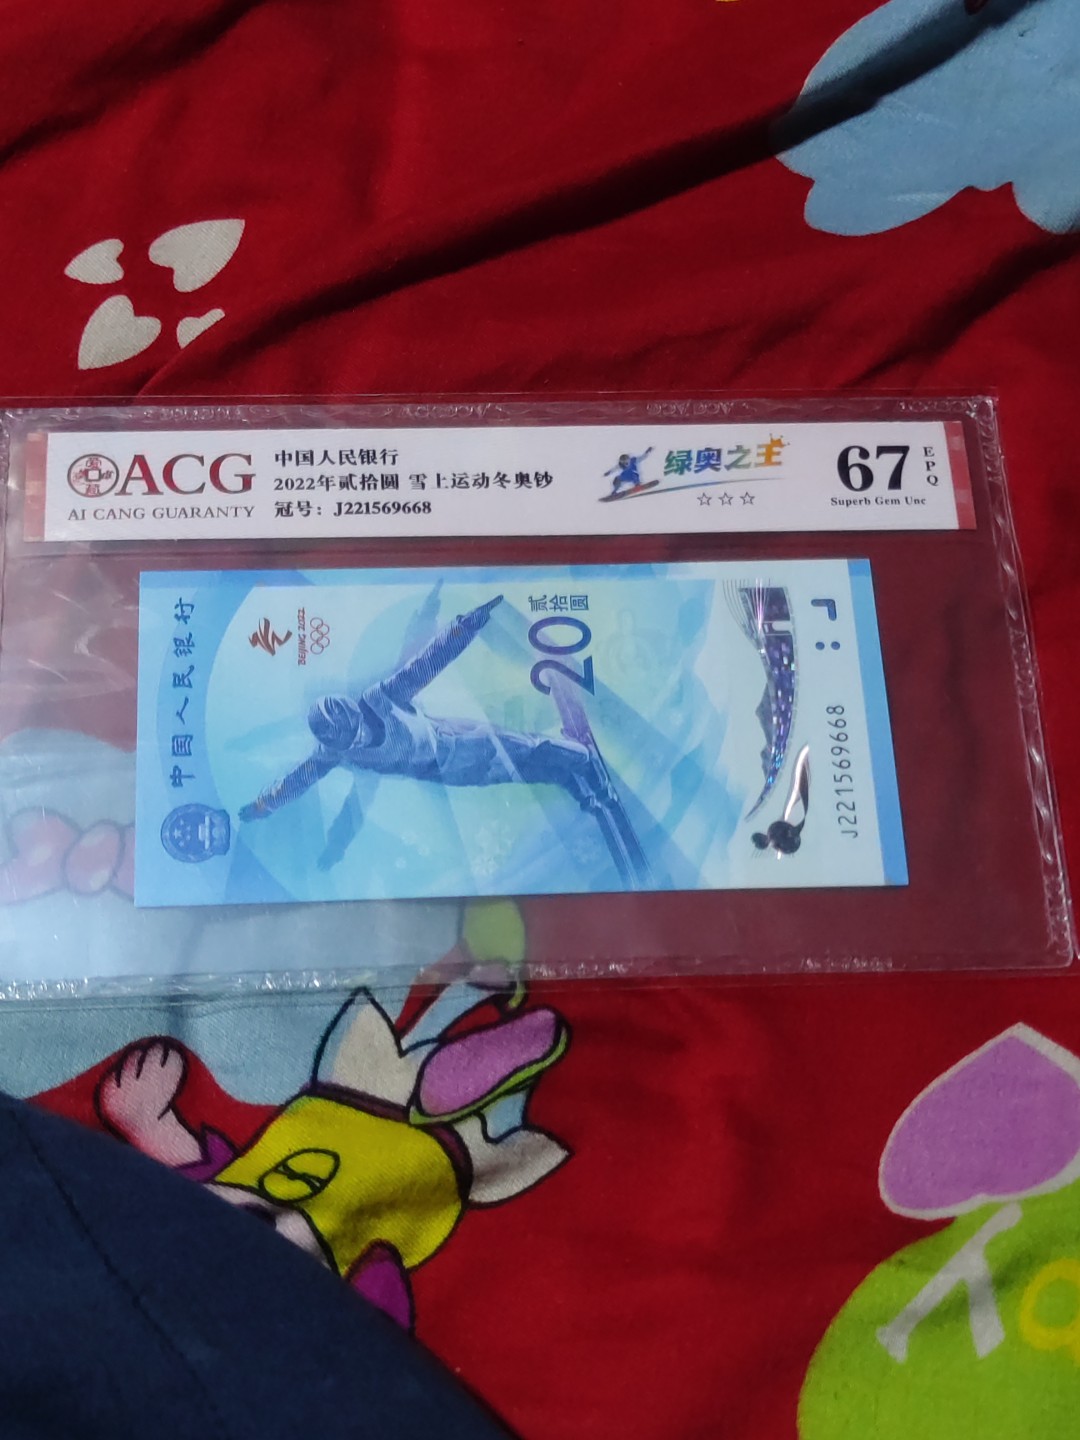 ACG
AI CANG GUARANTY
中国人民银行
2022年贰拾圆 雪上运动冬奥钞
冠号：J221569668
绿奥之王
☆☆☆
67
EPQ
Superb Gem Unc
中国人民银行
BEIJING 2022
贰拾圆
20
J221569668